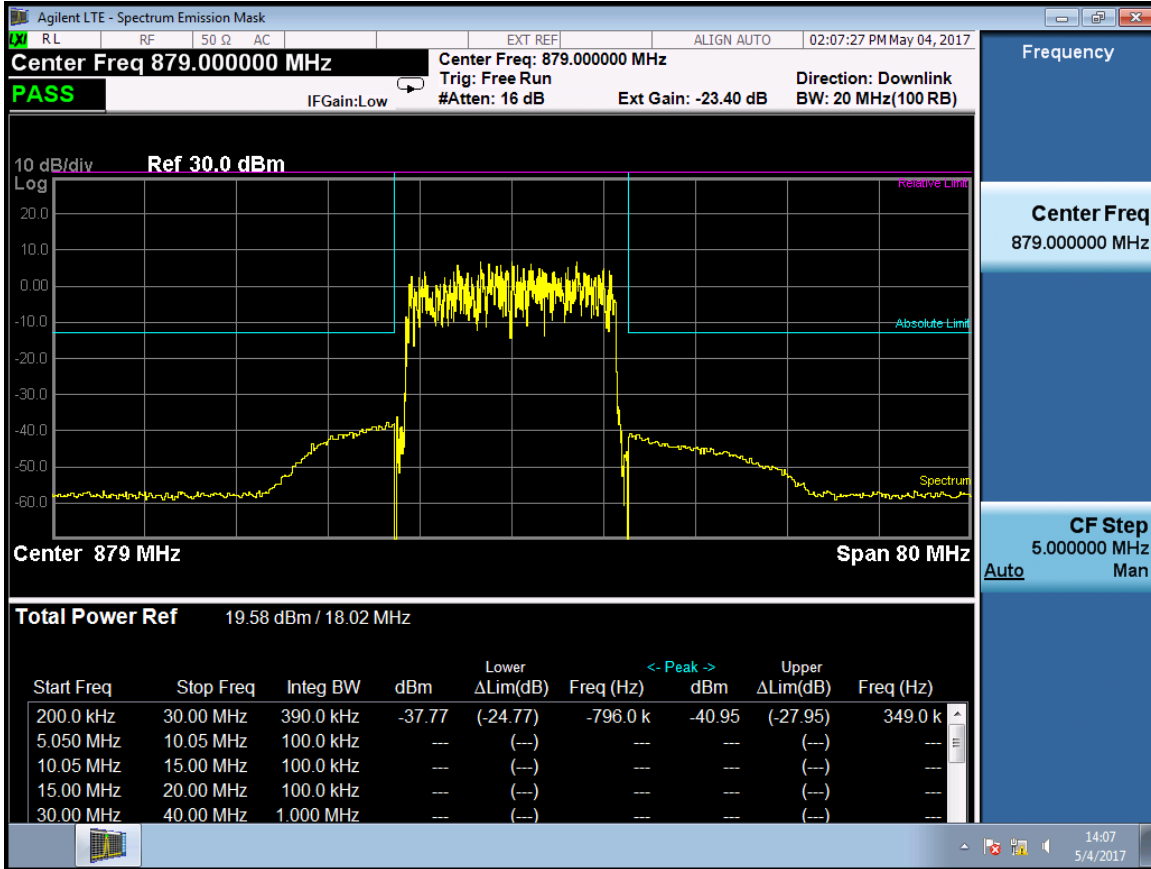 Agilent LTE - Spectrum Emission Mask
LXI RL RF 50 Ω AC EXT REF ALIGN AUTO 02:07:27 PM May 04, 2017
Center Freq 879.000000 MHz
Center Freq: 879.000000 MHz
Trig: Free Run Direction: Downlink
PASS
IFGain:Low #Atten: 16 dB Ext Gain: -23.40 dB BW: 20 MHz(100 RB)
Frequency
10 dB/div Ref 30.0 dBm
Log
Relative Limit
20.0
10.0
0.00
-10.0
Absolute Limit
-20.0
-30.0
-40.0
-50.0
Spectrum
-60.0
Center 879 MHz Span 80 MHz
Center Freq
879.000000 MHz
CF Step
5.000000 MHz
Auto Man
Total Power Ref 19.58 dBm / 18.02 MHz
Lower <- Peak -> Upper
Start Freq Stop Freq Integ BW dBm ΔLim(dB) Freq (Hz) dBm ΔLim(dB) Freq (Hz)
200.0 kHz 30.00 MHz 390.0 kHz -37.77 (-24.77) -796.0 k -40.95 (-27.95) 349.0 k
5.050 MHz 10.05 MHz 100.0 kHz --- (---) --- --- (---) ---
10.05 MHz 15.00 MHz 100.0 kHz --- (---) --- --- (---) ---
15.00 MHz 20.00 MHz 100.0 kHz --- (---) --- --- (---) ---
30.00 MHz 40.00 MHz 1.000 MHz --- (---) --- --- (---) ---
14:07
5/4/2017